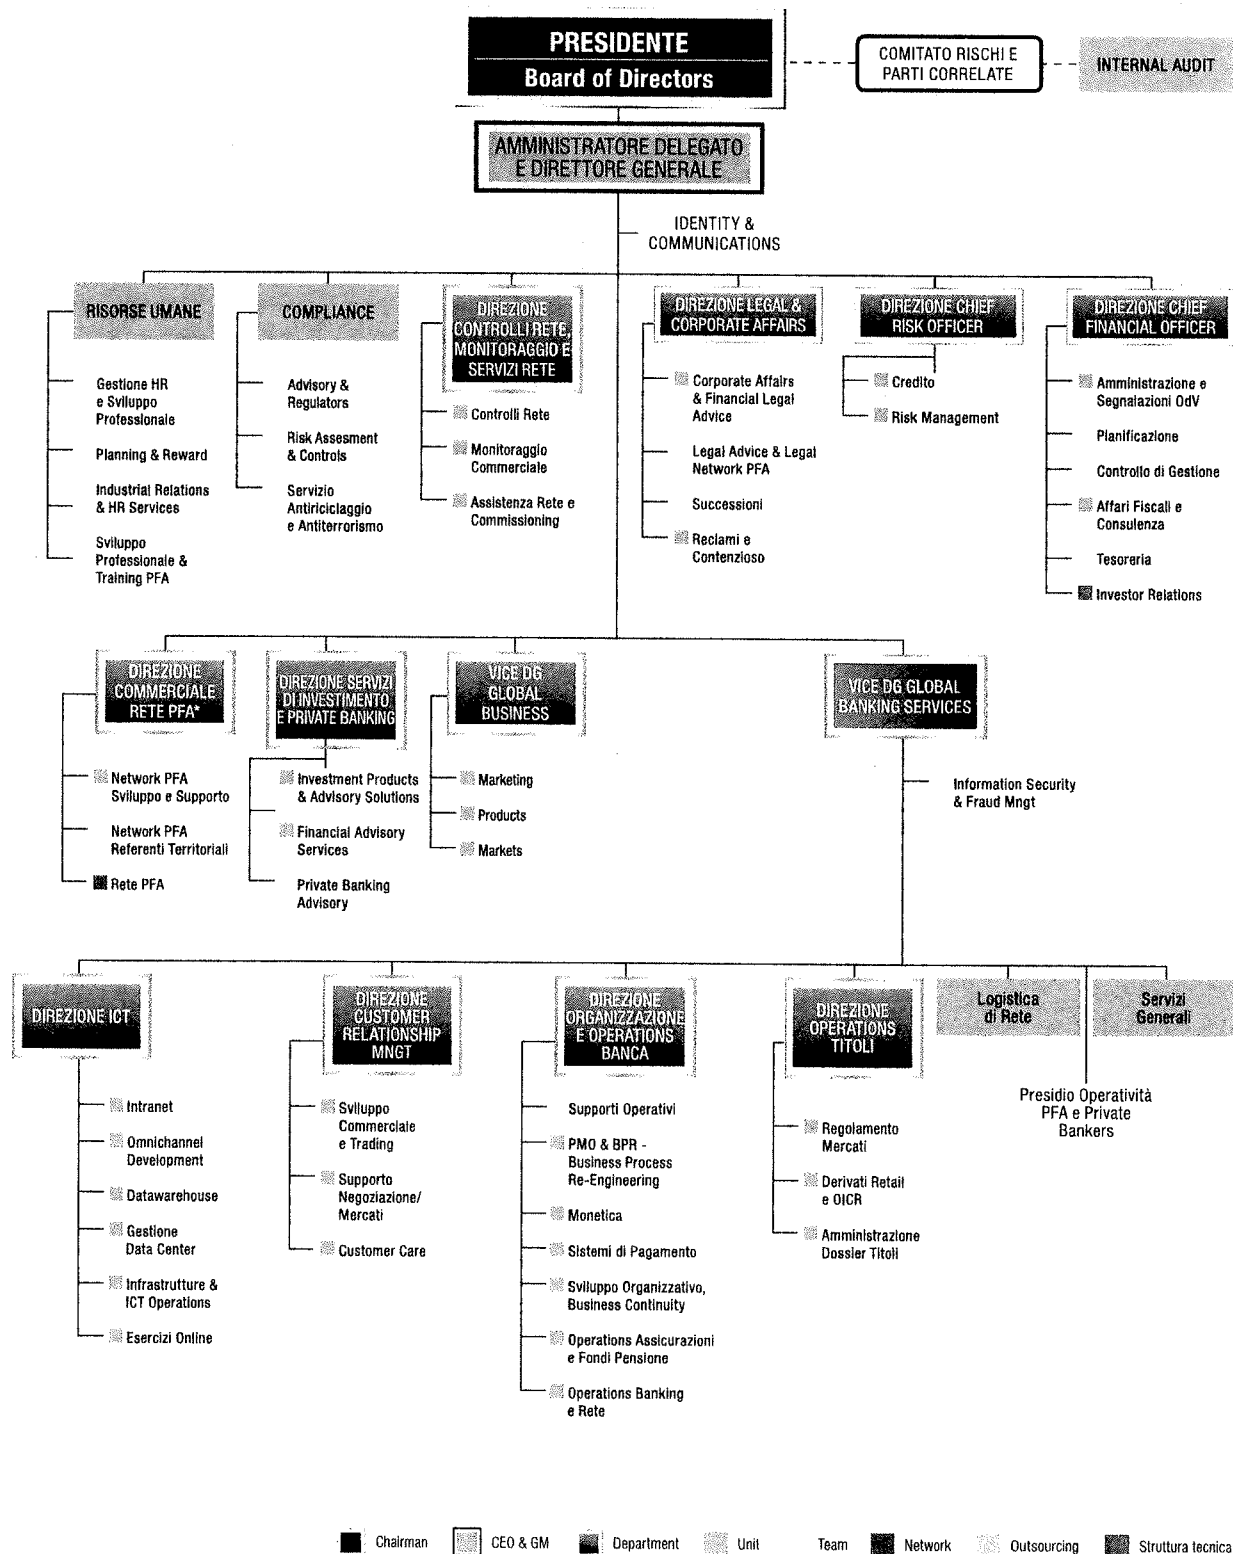 PRESIDENTE
Board of Directors
COMITATO RISCHI E
PARTI CORRELATE
INTERNAL AUDIT
AMMINISTRATORE DELEGATO
E DIRETTORE GENERALE
IDENTITY &
COMMUNICATIONS
RISORSE UMANE
Gestione HR
e Sviluppo
Professionale
Planning & Reward
Industrial Relations
& HR Services
Sviluppo
Professionale &
Training PFA
COMPLIANCE
Advisory &
Regulators
Risk Assesment
& Controls
Servizio
Antiriciclaggio
e Antiterrorismo
DIREZIONE
CONTROLLI RETE,
MONITORAGGIO E
SERVIZI RETE
Controlli Rete
Monitoraggio
Commerciale
Assistenza Rete e
Commissioning
DIREZIONE LEGAL &
CORPORATE AFFAIRS
Corporate Affairs
& Financial Legal
Advice
Legal Advice & Legal
Network PFA
Successioni
Reclami e
Contenzioso
DIREZIONE CHIEF
RISK OFFICER
Credito
Risk Management
DIREZIONE CHIEF
FINANCIAL OFFICER
Amministrazione e
Segnalazioni OdV
Planificazione
Controllo di Gestione
Affari Fiscali e
Consulenza
Tesoreria
Investor Relations
DIREZIONE
COMMERCIALE
RETE PFA*
Network PFA
Sviluppo e Supporto
Network PFA
Referenti Territoriali
Rete PFA
DIREZIONE SERVIZI
DI INVESTIMENTO
E PRIVATE BANKING
Investment Products
& Advisory Solutions
Financial Advisory
Services
Private Banking
Advisory
VICE DG
GLOBAL
BUSINESS
Marketing
Products
Markets
VICE DG GLOBAL
BANKING SERVICES
Information Security
& Fraud Mngt
DIREZIONE ICT
Intranet
Omnichannel
Development
Datawarehouse
Gestione
Data Center
Infrastrutture &
ICT Operations
Esercizi Online
DIREZIONE
CUSTOMER
RELATIONSHIP
MNGT
Sviluppo
Commerciale
e Trading
Supporto
Negoziazione/
Mercati
Customer Care
DIREZIONE
ORGANIZZAZIONE
E OPERATIONS
BANCA
Supporti Operativi
PMO & BPR -
Business Process
Re-Engineering
Monetica
Sistemi di Pagamento
Sviluppo Organizzativo,
Business Continuity
Operations Assicurazioni
e Fondi Pensione
Operations Banking
e Rete
DIREZIONE
OPERATIONS
TITOLI
Regolamento
Mercati
Derivati Retail
e OICR
Amministrazione
Dossier Titoli
Logistica
di Rete
Presidio Operatività
PFA e Private
Bankers
Servizi
Generali
Chairman CEO & GM Department Unit Team Network Outsourcing Struttura tecnica